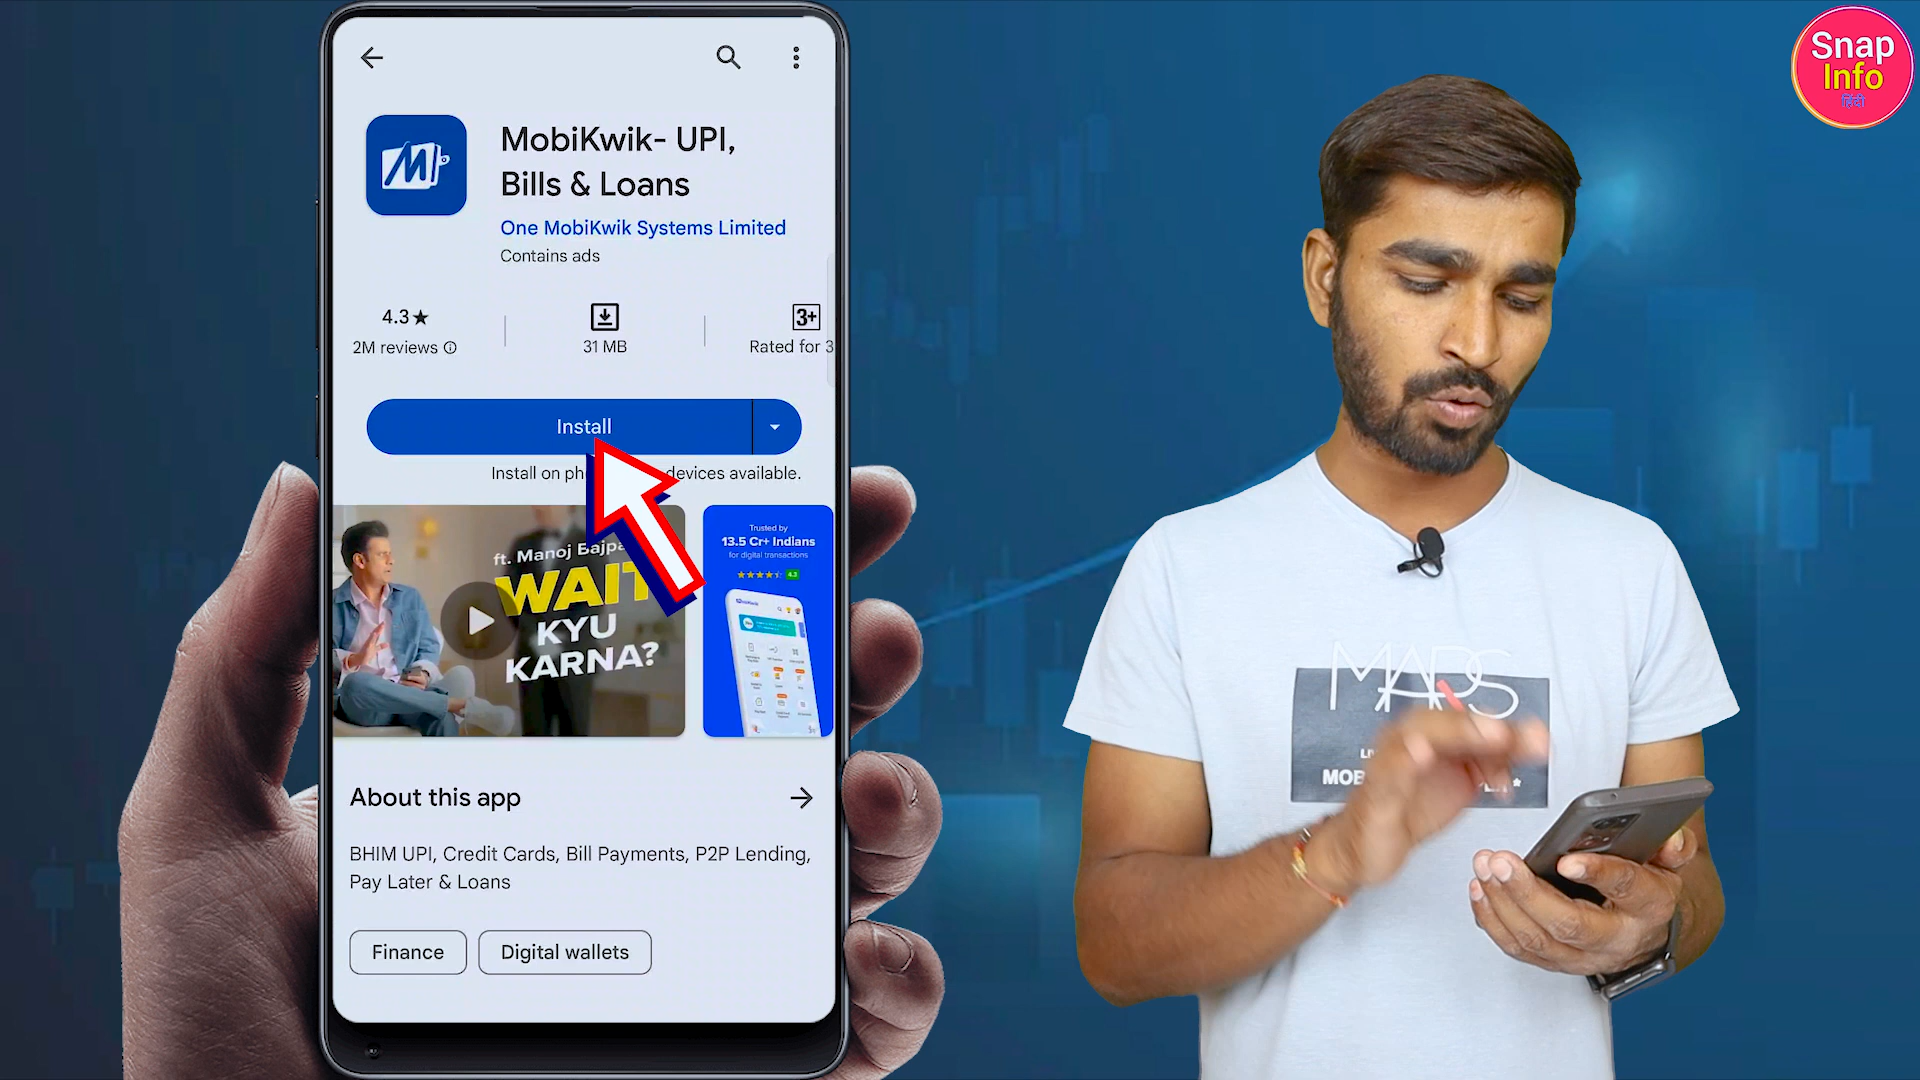 Snap
Info
हिंदी
MobiKwik- UPI,
Bills & Loans
One MobiKwik Systems Limited
Contains ads
4.3★
2M reviews
31 MB
3+
Rated for 3
Install
Install on ph
devices available.
ft. Manoj Bajpa
WAIT
KYU
KARNA?
Trusted by
13.5 Cr+ Indians
for digital transactions
4.3
About this app
BHIM UPI, Credit Cards, Bill Payments, P2P Lending,
Pay Later & Loans
Finance
Digital wallets
MADS